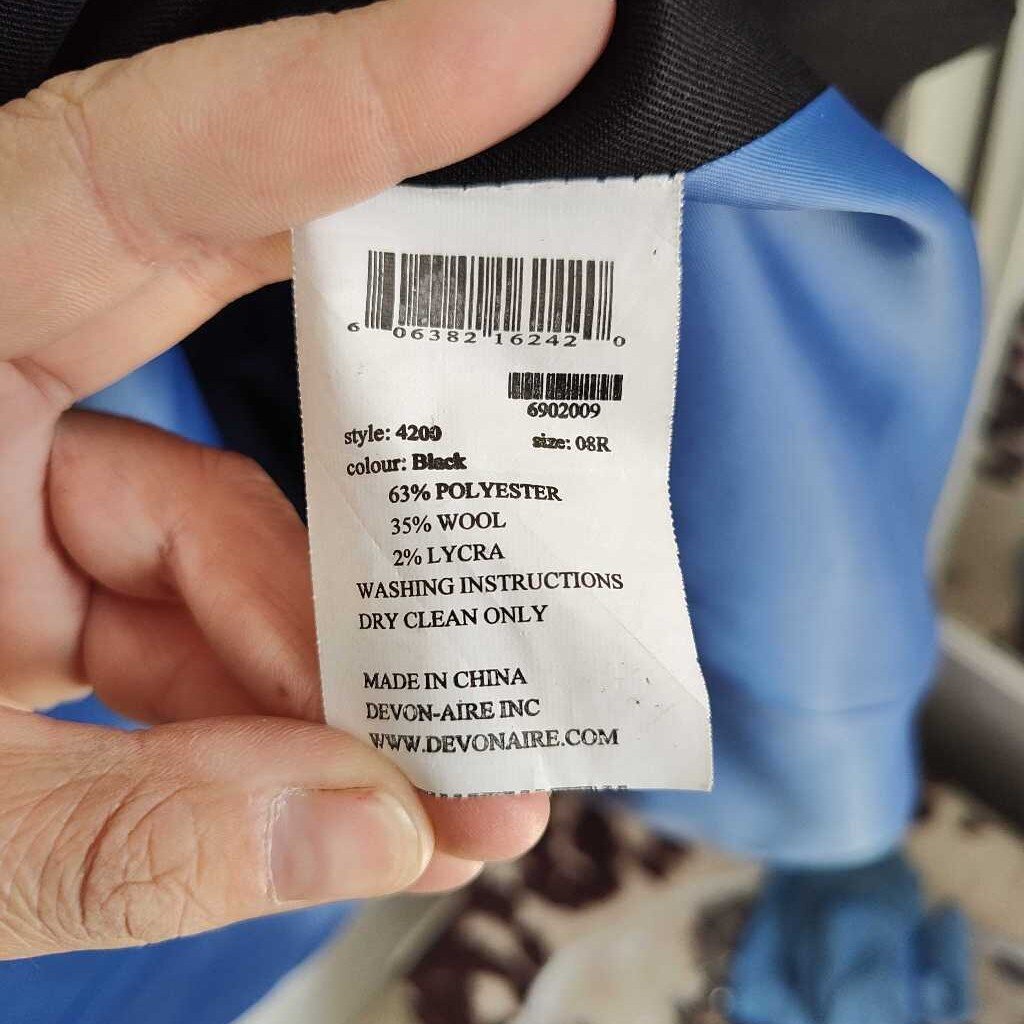 6 06382 16242 0
6902009
style: 4200 size: 08R
colour: Black
63% POLYESTER
35% WOOL
2% LYCRA
WASHING INSTRUCTIONS
DRY CLEAN ONLY
MADE IN CHINA
DEVON-AIRE INC
WWW.DEVONAIRE.COM